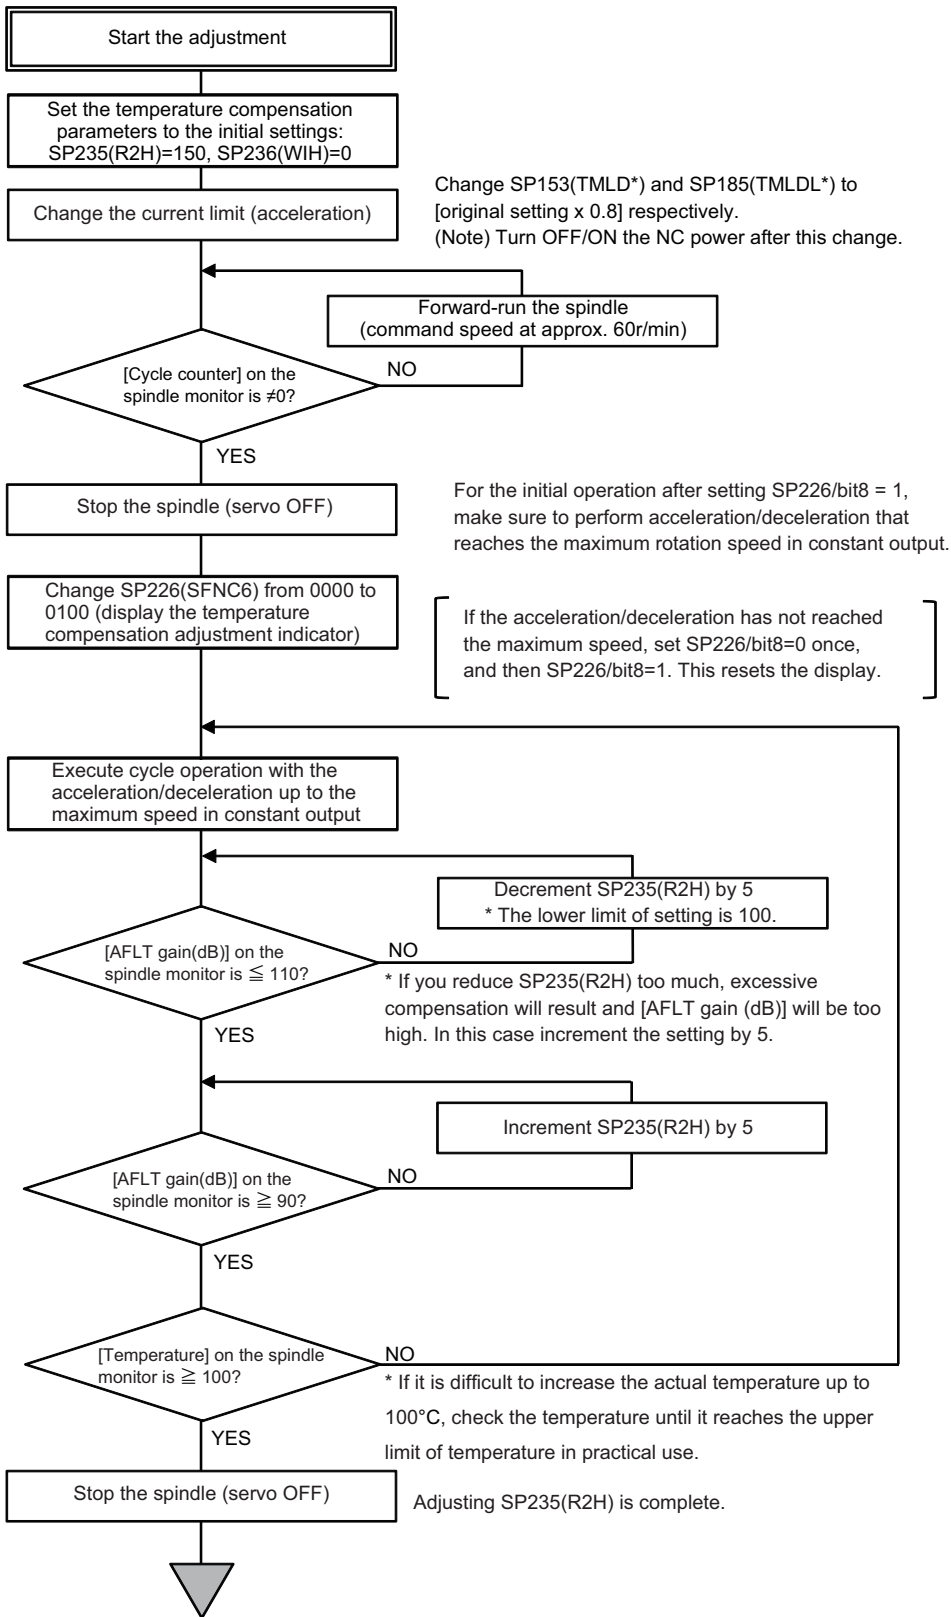 Start the adjustment
Set the temperature compensation
parameters to the initial settings:
SP235(R2H)=150, SP236(WIH)=0
Change the current limit (acceleration)
Change SP153(TMLD*) and SP185(TMLDL*) to
[original setting x 0.8] respectively.
(Note) Turn OFF/ON the NC power after this change.
Forward-run the spindle
(command speed at approx. 60r/min)
[Cycle counter] on the
spindle monitor is ≠0?
NO
YES
Stop the spindle (servo OFF)
For the initial operation after setting SP226/bit8 = 1,
make sure to perform acceleration/deceleration that
reaches the maximum rotation speed in constant output.
Change SP226(SFNC6) from 0000 to
0100 (display the temperature
compensation adjustment indicator)
If the acceleration/deceleration has not reached
the maximum speed, set SP226/bit8=0 once,
and then SP226/bit8=1. This resets the display.
Execute cycle operation with the
acceleration/deceleration up to the
maximum speed in constant output
Decrement SP235(R2H) by 5
* The lower limit of setting is 100.
[AFLT gain(dB)] on the
spindle monitor is ≦ 110?
NO
* If you reduce SP235(R2H) too much, excessive
compensation will result and [AFLT gain (dB)] will be too
high. In this case increment the setting by 5.
YES
Increment SP235(R2H) by 5
[AFLT gain(dB)] on the
spindle monitor is ≧ 90?
NO
YES
[Temperature] on the spindle
monitor is ≧ 100?
NO
* If it is difficult to increase the actual temperature up to
100°C, check the temperature until it reaches the upper
limit of temperature in practical use.
YES
Stop the spindle (servo OFF)
Adjusting SP235(R2H) is complete.